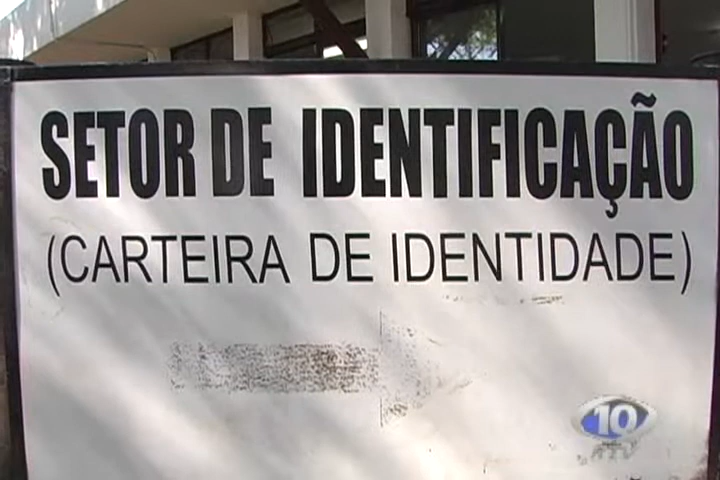 SETOR DE IDENTIFICAÇÃO
(CARTEIRA DE IDENTIDADE)
10